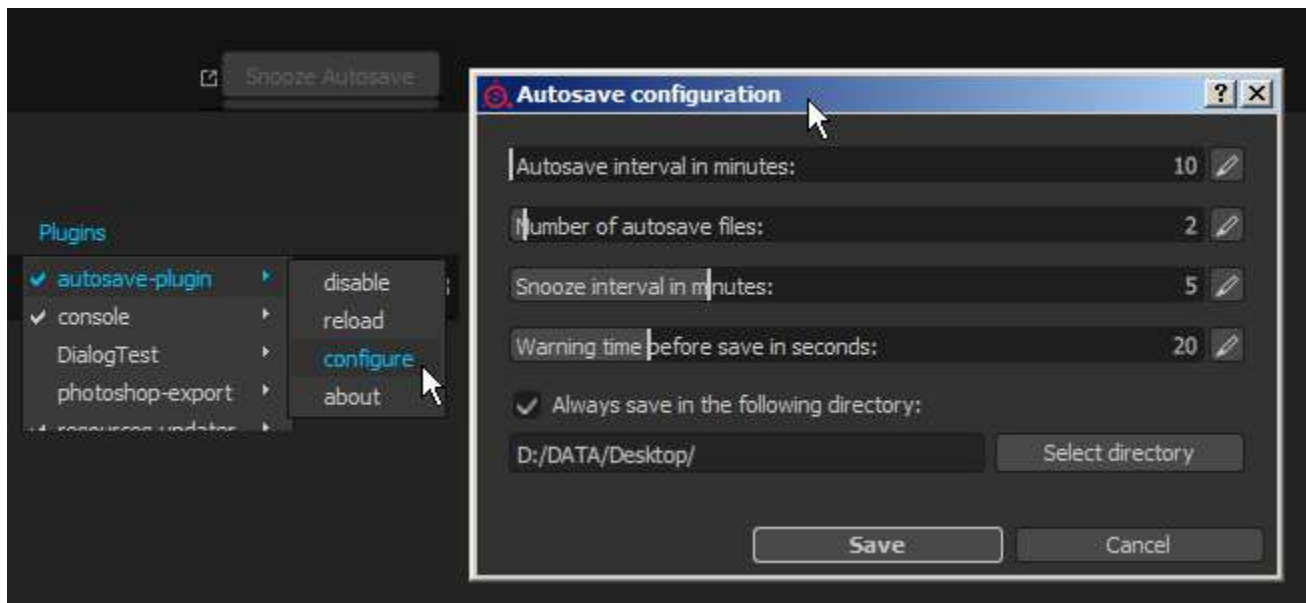 Snooze Autosave
Plugins
autosave-plugin
console
DialogTest
photoshop-export
resources-updater
disable
reload
configure
about
Autosave configuration
Autosave interval in minutes: 10
Number of autosave files: 2
Snooze interval in minutes: 5
Warning time before save in seconds: 20
Always save in the following directory:
D:/DATA/Desktop/ Select directory
Save Cancel